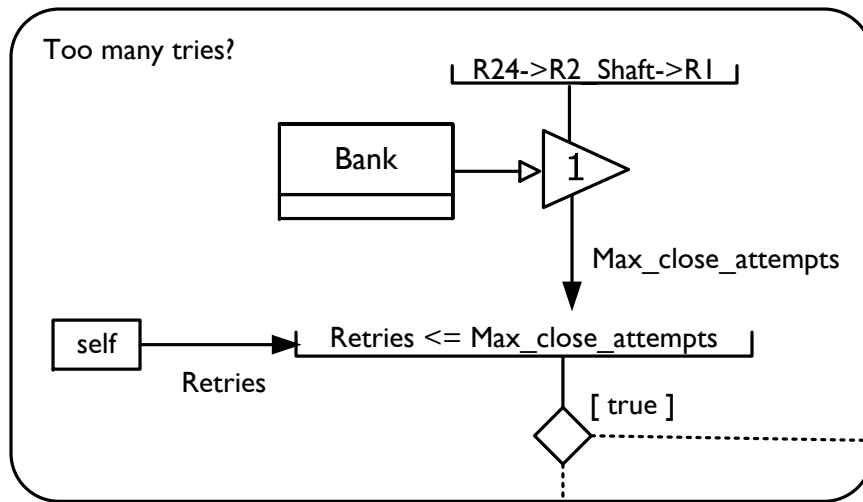 Too many tries?
R24->R2_Shaft->R1
Bank
1
Max_close_attempts
self
Retries <= Max_close_attempts
Retries
[ true ]